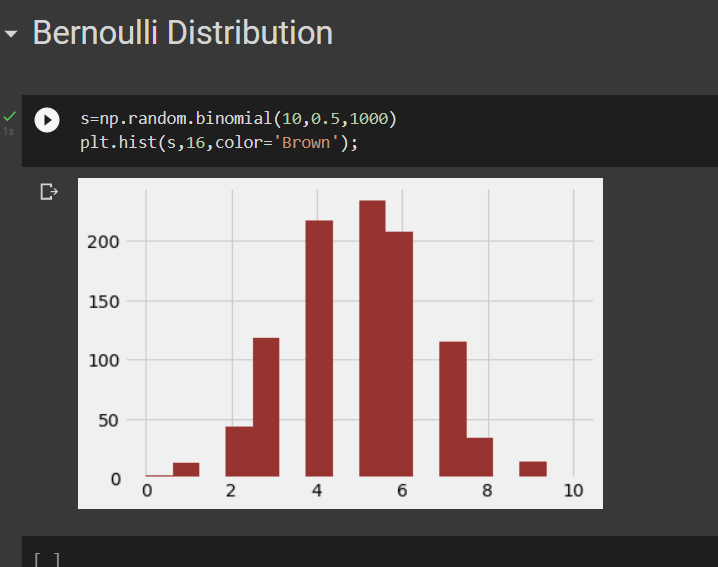 Bernoulli Distribution
1s
s=np.random.binomial(10,0.5,1000)
plt.hist(s,16,color='Brown');
200
150
100
50
0
0 2 4 6 8 10
[ ]